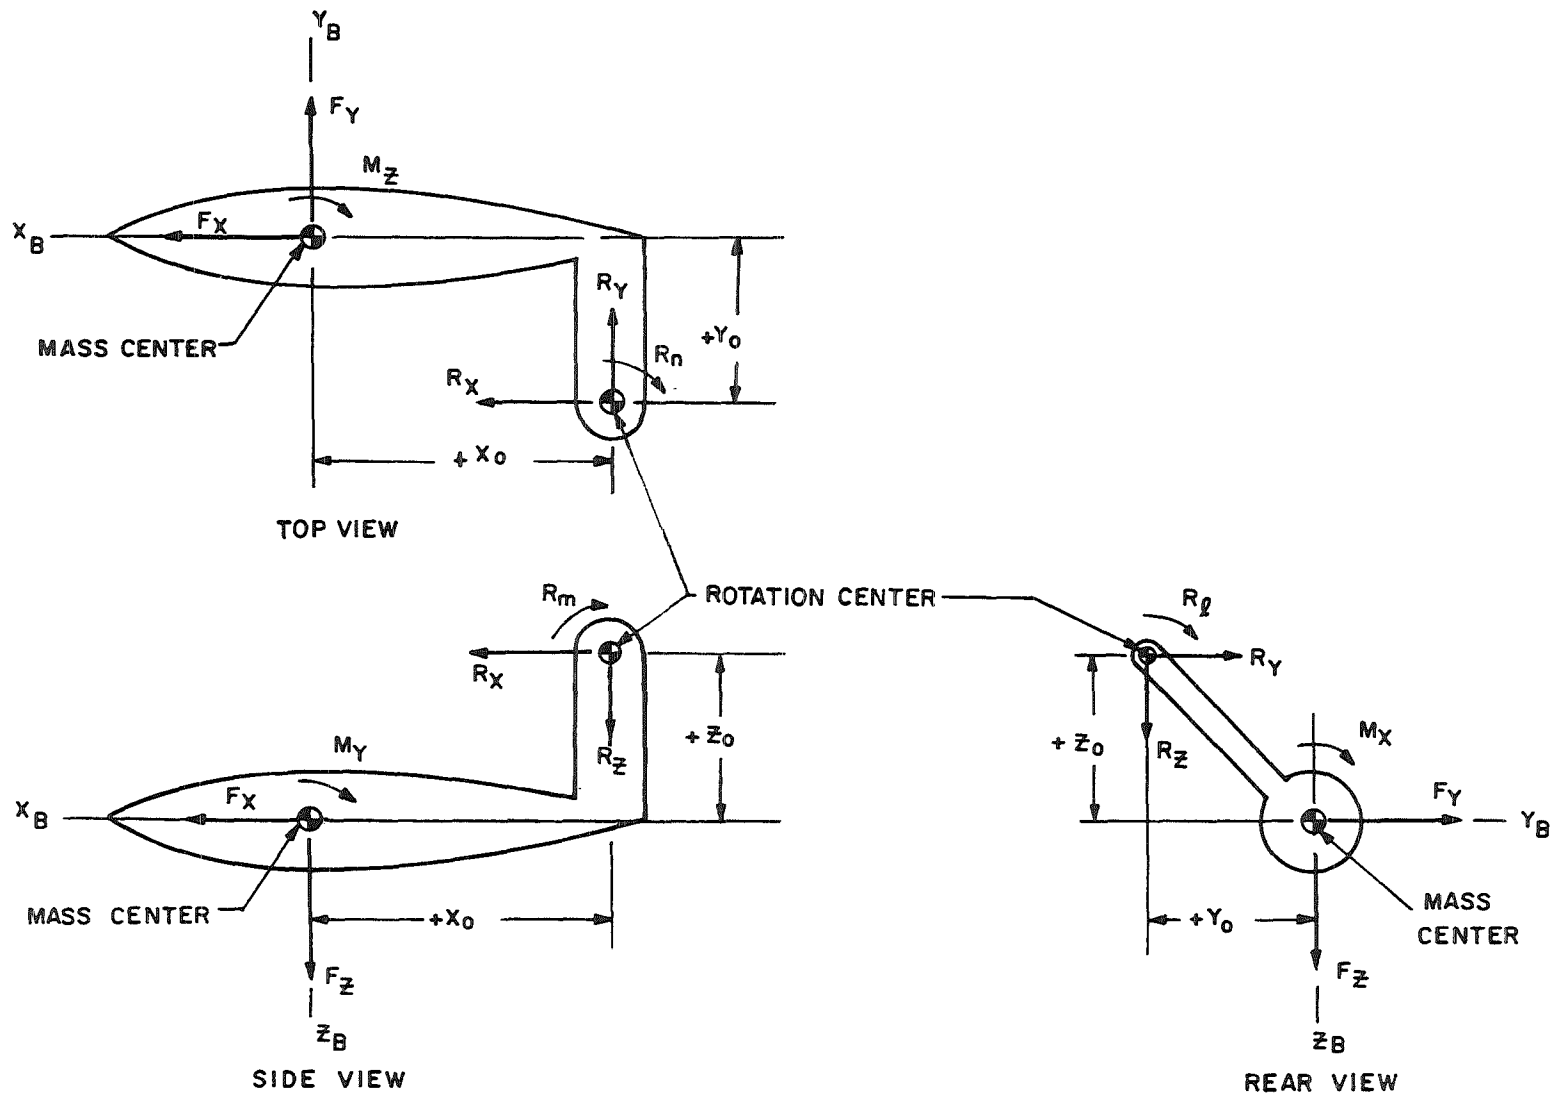 Y_B
F_Y
M_Z
F_X
X_B
R_Y
+Y_O
MASS CENTER
R_n
R_X
+ X_O
TOP VIEW
R_m
ROTATION CENTER
R_ℓ
R_X
R_Y
+ Z_O
R_Z
+ Z_O
R_Z
M_X
M_Y
F_X
X_B
F_Y
Y_B
MASS CENTER
+X_O
+Y_O
MASS
CENTER
F_Z
F_Z
Z_B
Z_B
SIDE VIEW
REAR VIEW